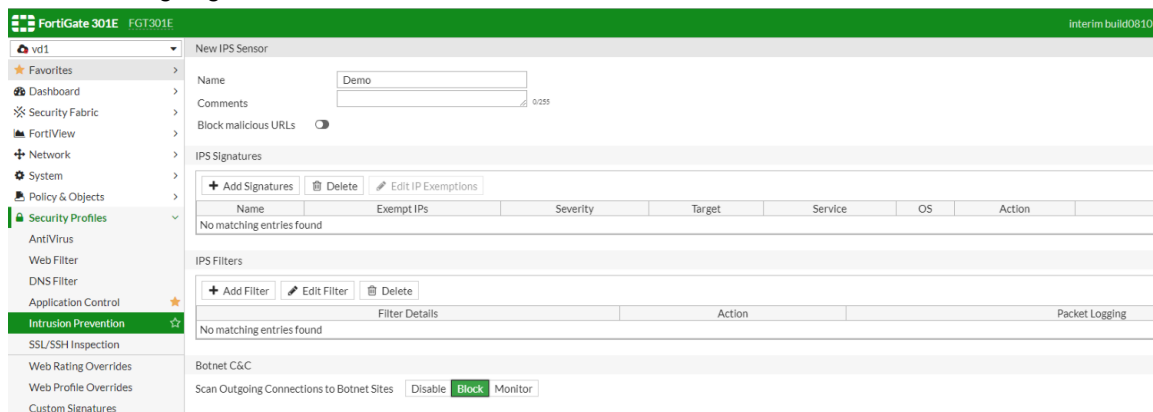 FortiGate 301E FGT301E
interim build0810
vd1
New IPS Sensor
Favorites
Dashboard
Security Fabric
FortiView
Network
System
Policy & Objects
Security Profiles
AntiVirus
Web Filter
DNS Filter
Application Control
Intrusion Prevention
SSL/SSH Inspection
Web Rating Overrides
Web Profile Overrides
Custom Signatures
Name Demo
Comments 0/255
Block malicious URLs
IPS Signatures
Add Signatures Delete Edit IP Exemptions
Name Exempt IPs Severity Target Service OS Action
No matching entries found
IPS Filters
Add Filter Edit Filter Delete
Filter Details Action Packet Logging
No matching entries found
Botnet C&C
Scan Outgoing Connections to Botnet Sites Disable Block Monitor